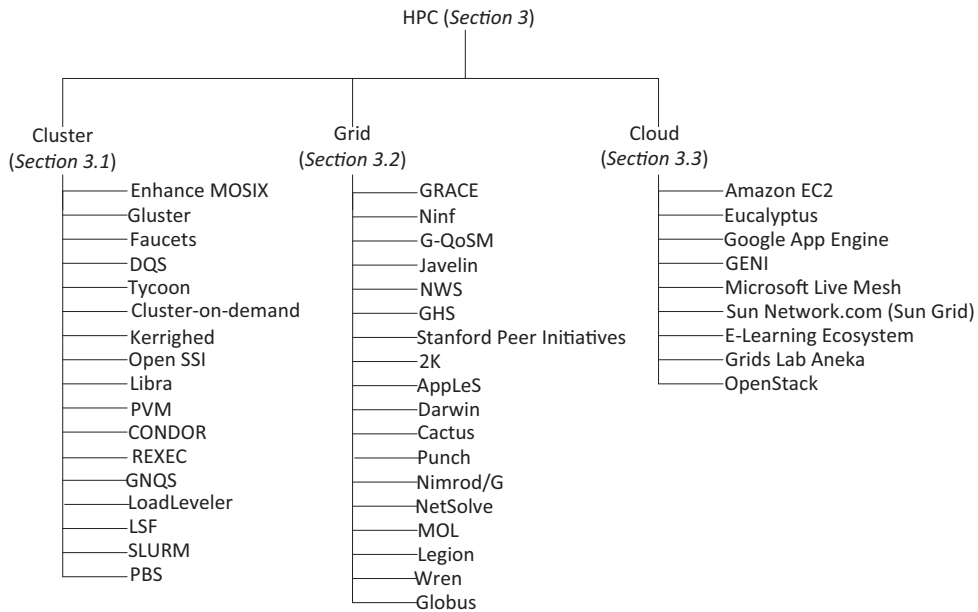 HPC (Section 3)
Cluster
(Section 3.1)
Enhance MOSIX
Gluster
Faucets
DQS
Tycoon
Cluster-on-demand
Kerrighed
Open SSI
Libra
PVM
CONDOR
REXEC
GNQS
LoadLeveler
LSF
SLURM
PBS
Grid
(Section 3.2)
GRACE
Ninf
G-QoSM
Javelin
NWS
GHS
Stanford Peer Initiatives
2K
AppLeS
Darwin
Cactus
Punch
Nimrod/G
NetSolve
MOL
Legion
Wren
Globus
Cloud
(Section 3.3)
Amazon EC2
Eucalyptus
Google App Engine
GENI
Microsoft Live Mesh
Sun Network.com (Sun Grid)
E-Learning Ecosystem
Grids Lab Aneka
OpenStack